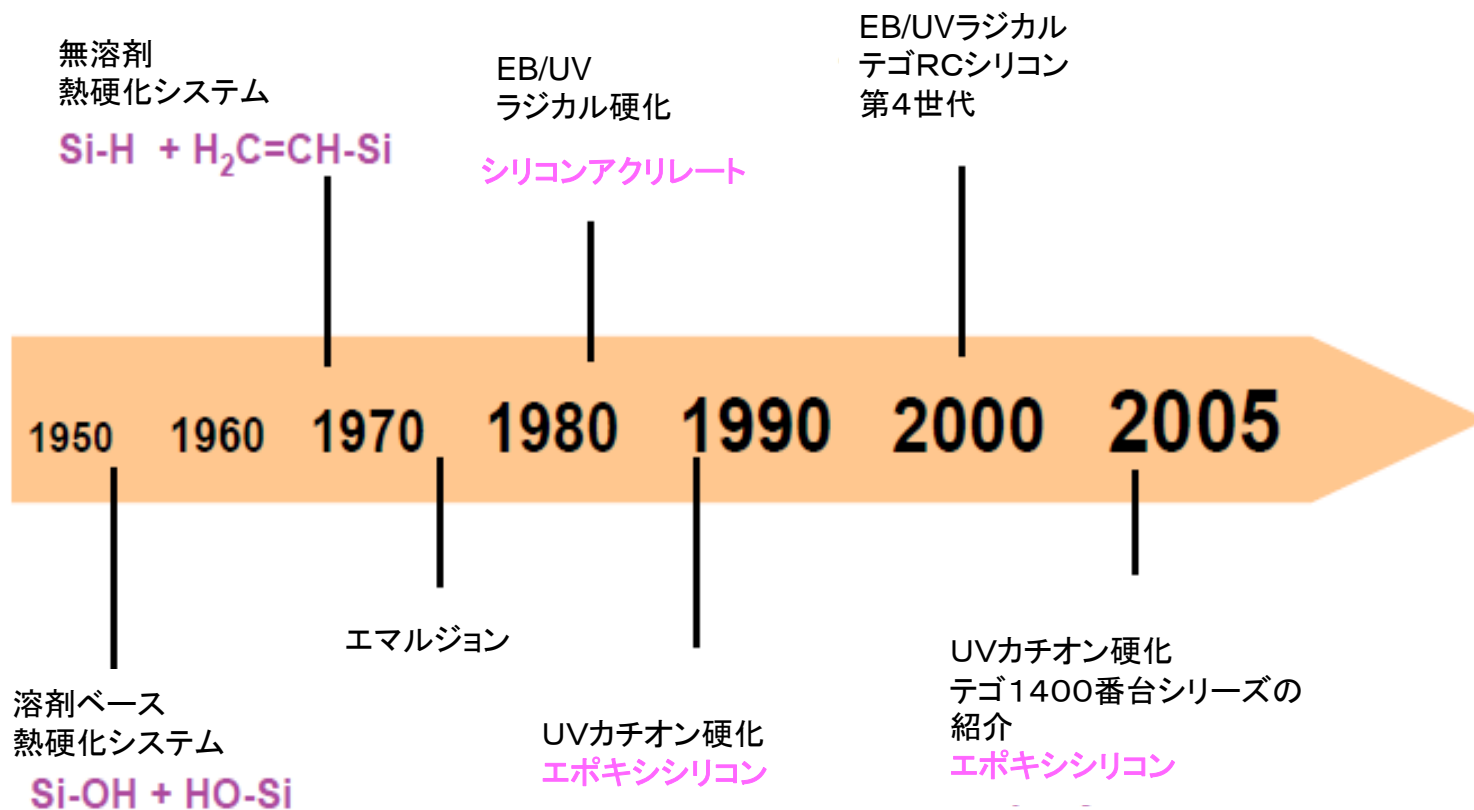 無溶剤
熱硬化システム
Si-H + H₂C=CH-Si
EB/UV
ラジカル硬化
シリコンアクリレート
EB/UVラジカル
テゴRCシリコン
第4世代
1950 1960 1970 1980 1990 2000 2005
溶剤ベース
熱硬化システム
Si-OH + HO-Si
エマルジョン
UVカチオン硬化
エポキシシリコン
UVカチオン硬化
テゴ1400番台シリーズの
紹介
エポキシシリコン